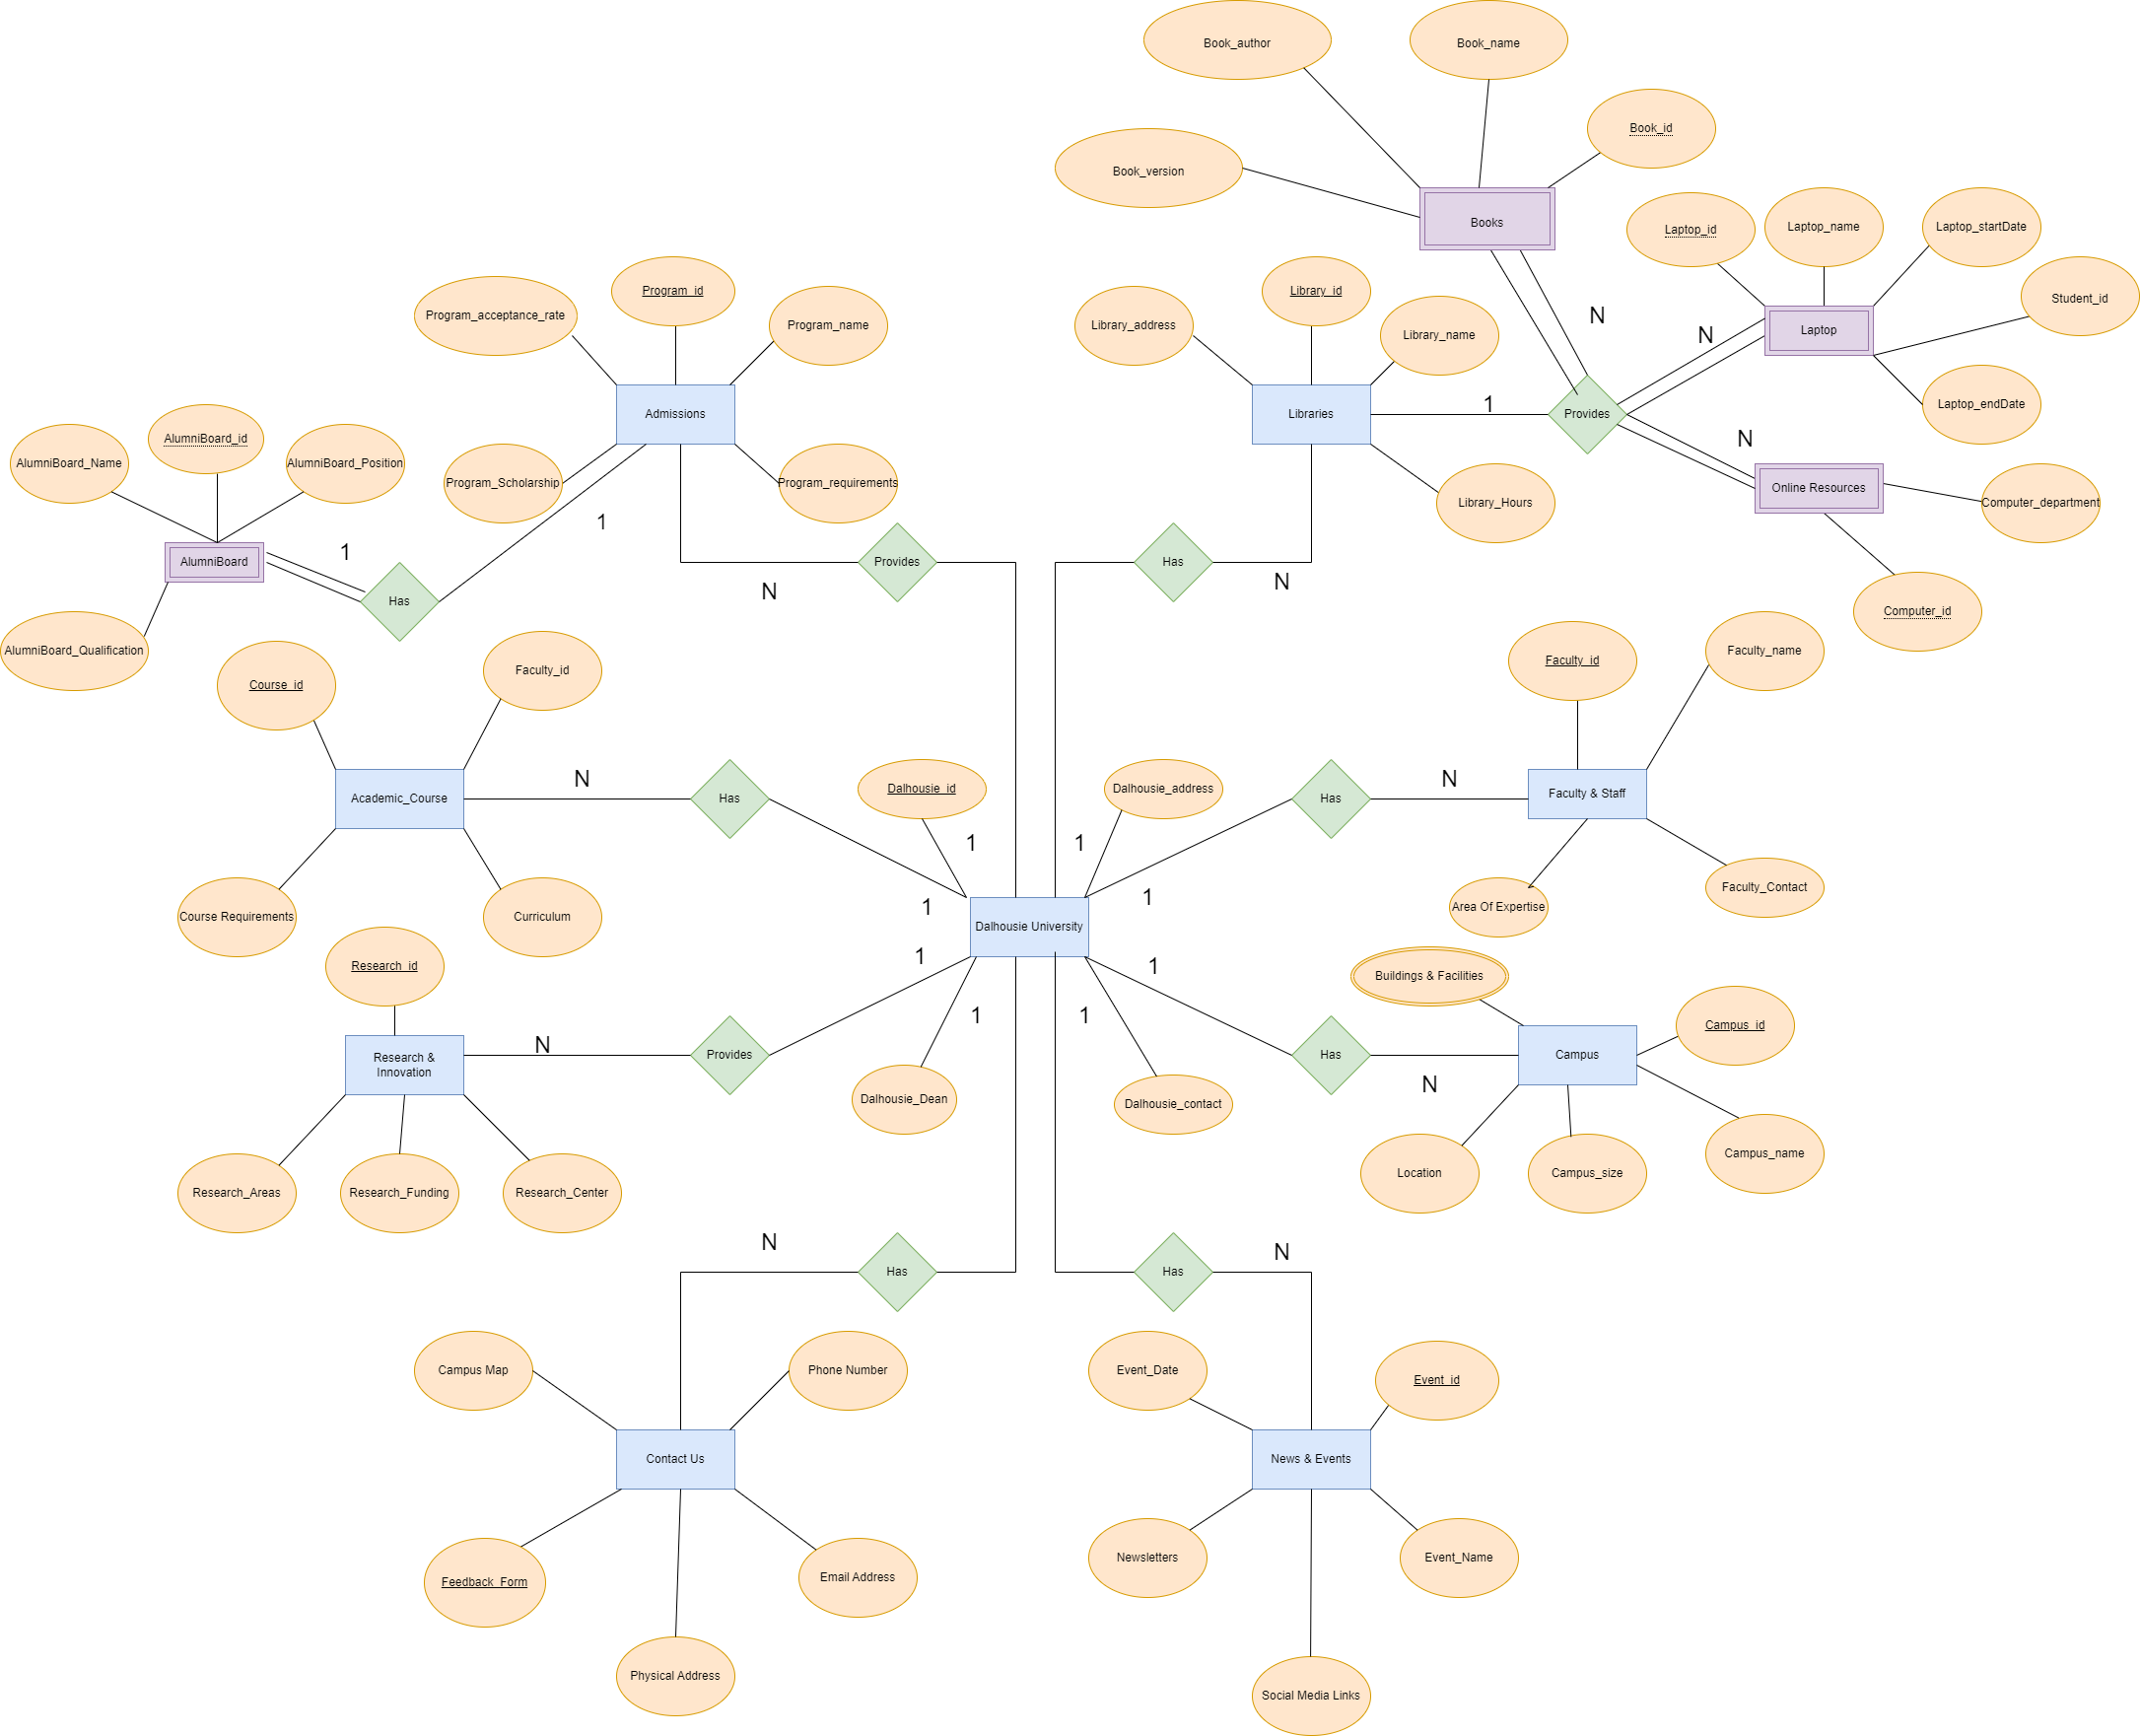 Book_author
Book_name
Book_id
Book_version
Books
Laptop_id
Laptop_name
Laptop_startDate
Student_id
Laptop
Laptop_endDate
N
N
Program_acceptance_rate
Program_id
Program_name
Admissions
Program_Scholarship
Program_requirements
Library_address
Library_id
Library_name
Libraries
Library_Hours
1
Provides
N
Online Resources
Computer_department
Computer_id
AlumniBoard_Name
AlumniBoard_id
AlumniBoard_Position
AlumniBoard
AlumniBoard_Qualification
1
Has
1
N
Provides
Has
N
Course_id
Faculty_id
Academic_Course
Course Requirements
Curriculum
N
Has
Dalhousie_id
1
Dalhousie_address
1
Has
N
Faculty_id
Faculty_name
Faculty & Staff
Area Of Expertise
Faculty_Contact
1
1
Dalhousie University
1
1
1
1
Research_id
Research &
Innovation
Research_Areas
Research_Funding
Research_Center
N
Provides
Dalhousie_Dean
Dalhousie_contact
Has
N
Buildings & Facilities
Campus_id
Campus
Location
Campus_size
Campus_name
N
Has
Has
N
Campus Map
Phone Number
Contact Us
Feedback_Form
Email Address
Physical Address
Event_Date
Event_id
News & Events
Newsletters
Event_Name
Social Media Links